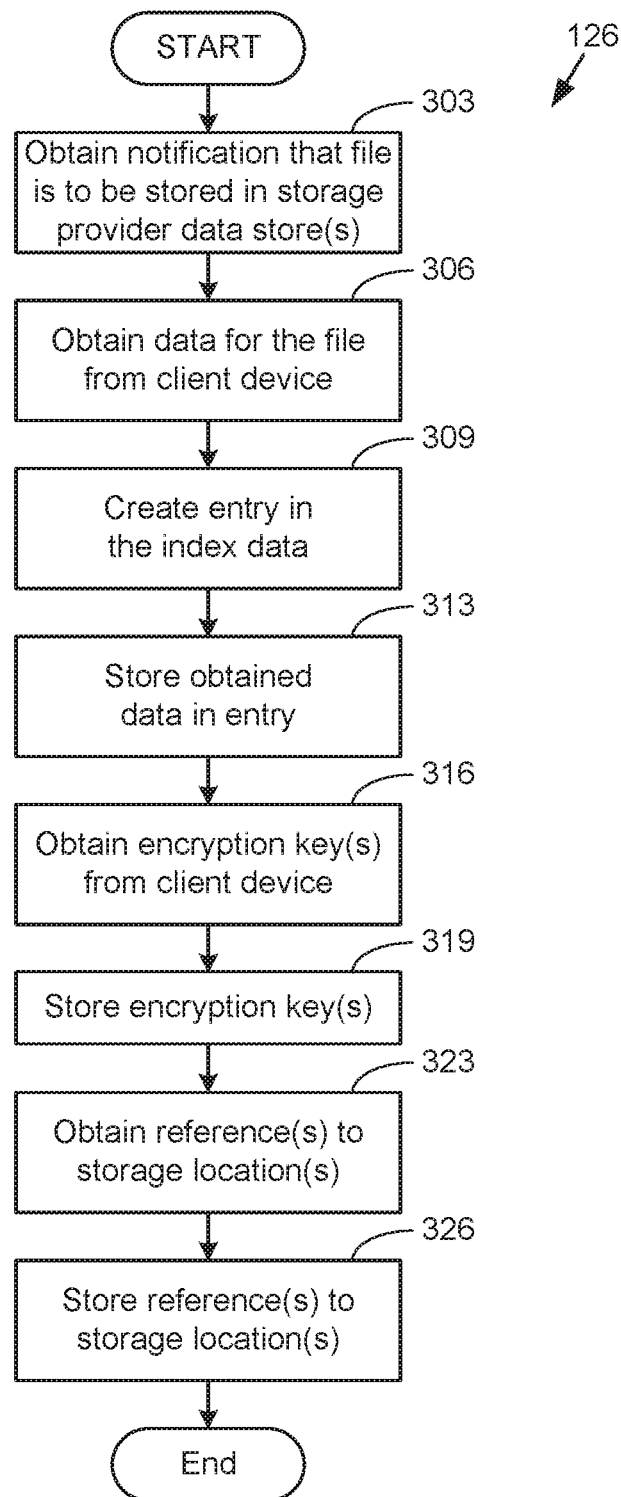 START
126
303
Obtain notification that file
is to be stored in storage
provider data store(s)
306
Obtain data for the file
from client device
309
Create entry in
the index data
313
Store obtained
data in entry
316
Obtain encryption key(s)
from client device
319
Store encryption key(s)
323
Obtain reference(s) to
storage location(s)
326
Store reference(s) to
storage location(s)
End